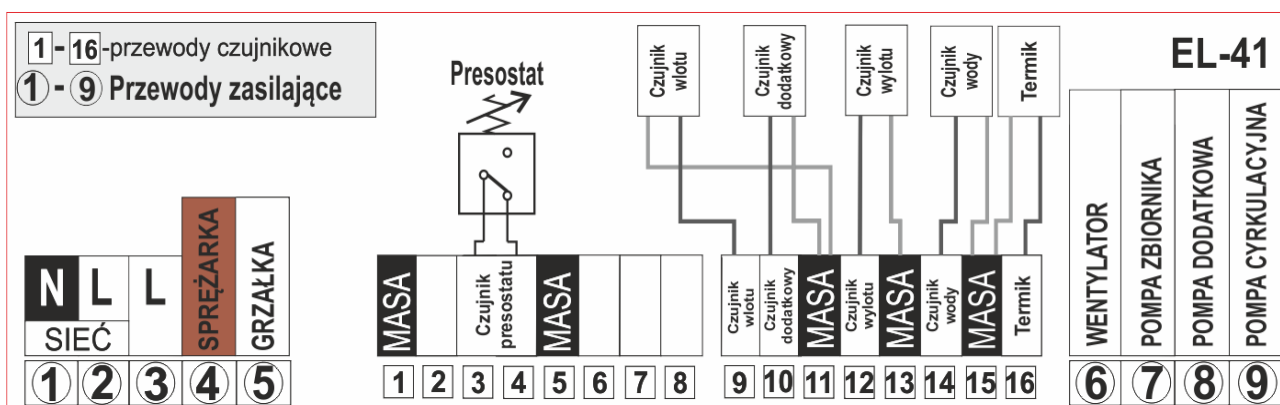 1 - 16 -przewody czujnikowe
1 - 9 Przewody zasilające
Presostat
Czujnik
wlotu
Czujnik
dodatkowy
Czujnik
wylotu
Czujnik
wody
Termik
EL-41
N
L
L
SPRĘŻARKA
GRZAŁKA
SIEĆ
MASA
Czujnik
presostatu
MASA
Czujnik
wlotu
Czujnik
dodatkowy
MASA
Czujnik
wylotu
MASA
Czujnik
wody
MASA
Termik
WENTYLATOR
POMPA ZBIORNIKA
POMPA DODATKOWA
POMPA CYRKULACYJNA
1 2 3 4 5
1 2 3 4 5 6 7 8
9 10 11 12 13 14 15 16
6 7 8 9